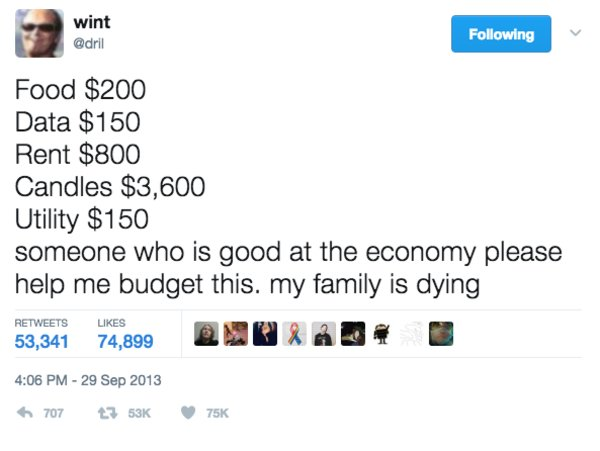 wint
@dril
Following
Food $200
Data $150
Rent $800
Candles $3,600
Utility $150
someone who is good at the economy please
help me budget this. my family is dying
RETWEETS LIKES
53,341 74,899
4:06 PM - 29 Sep 2013
707 53K 75K